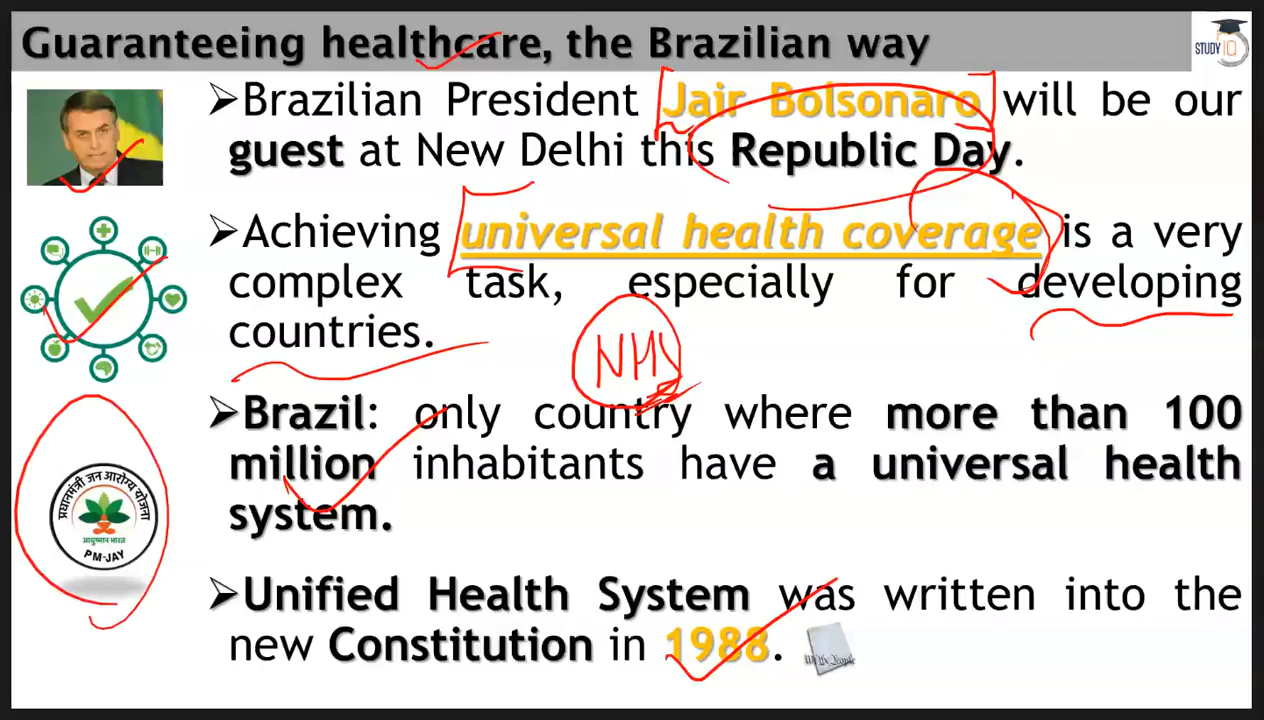 Guaranteeing healthcare, the Brazilian way
STUDY IQ
➢Brazilian President Jair Bolsonaro will be our
guest at New Delhi this Republic Day.
➢Achieving universal health coverage is a very
complex task, especially for developing
countries.
NHS
➢Brazil: only country where more than 100
million inhabitants have a universal health
system.
प्रधानमंत्री जन आरोग्य योजना
आयुष्मान भारत
PM-JAY
➢Unified Health System was written into the
new Constitution in 1988.
We the People